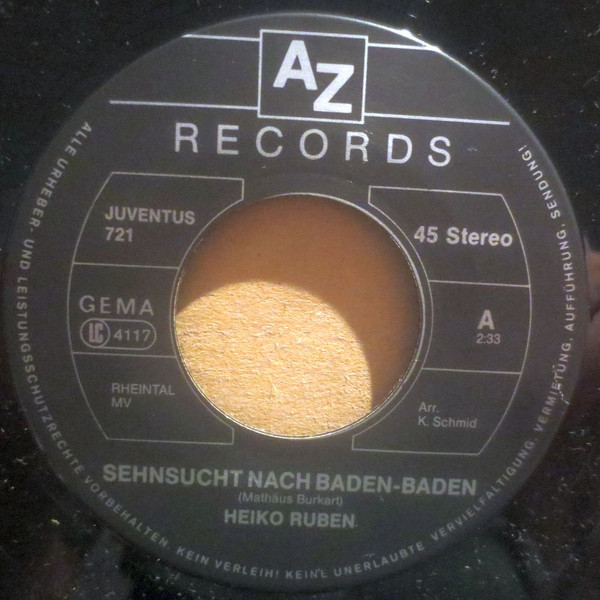 AZ
RECORDS
JUVENTUS
721
45 Stereo
GEMA
LC 4117
A
2:33
RHEINTAL
MV
Arr.
K. Schmid
SEHNSUCHT NACH BADEN-BADEN
(Mathäus Burkart)
HEIKO RUBEN
ALLE URHEBER- UND LEISTUNGSSCHUTZRECHTE VORBEHALTEN. KEIN VERLEIH! KEINE UNERLAUBTE VERVIELFÄLTIGUNG, VERMIETUNG, AUFFÜHRUNG, SENDUNG!